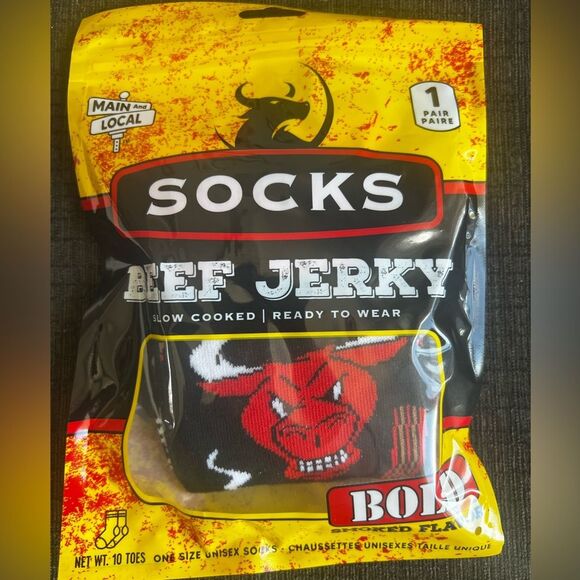 MAIN And
LOCAL
1
PAIR
PAIRE
SOCKS
BEEF JERKY
SLOW COOKED | READY TO WEAR
BOLD
SMOKED
NET WT. 10 TOES
ONE SIZE UNISEX SOCKS · CHAUSSETTES UNISEXES TAILLE UNIQUE